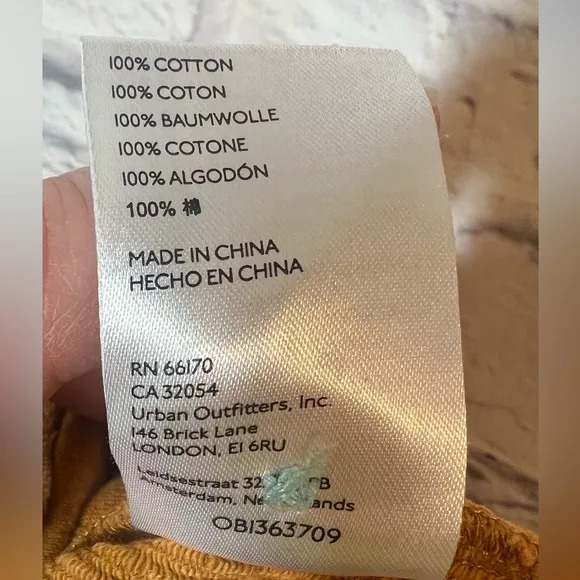 100% COTTON
100% COTON
100% BAUMWOLLE
100% COTONE
100% ALGODÓN
100% 棉
MADE IN CHINA
HECHO EN CHINA
RN 66170
CA 32054
Urban Outfitters, Inc.
146 Brick Lane
LONDON, E1 6RU
Leidsestraat
Amsterdam,
OB1363709